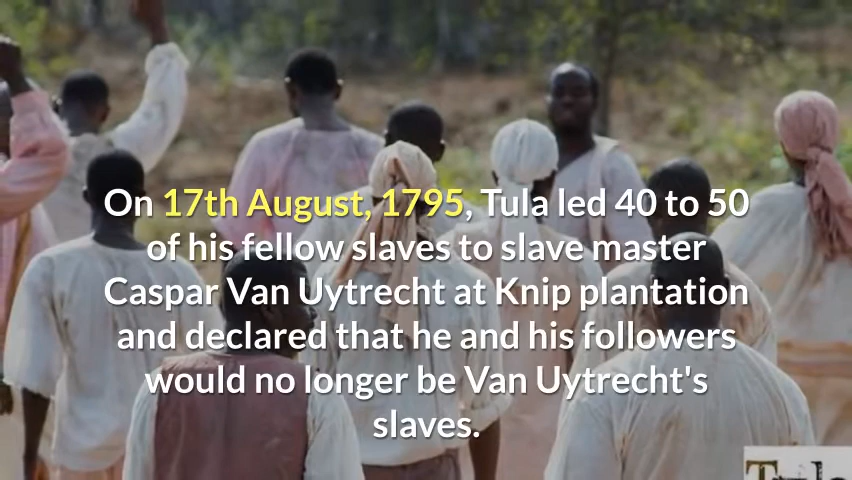 On 17th August, 1795, Tula led 40 to 50
of his fellow slaves to slave master
Caspar Van Uytrecht at Knip plantation
and declared that he and his followers
would no longer be Van Uytrecht's
slaves.